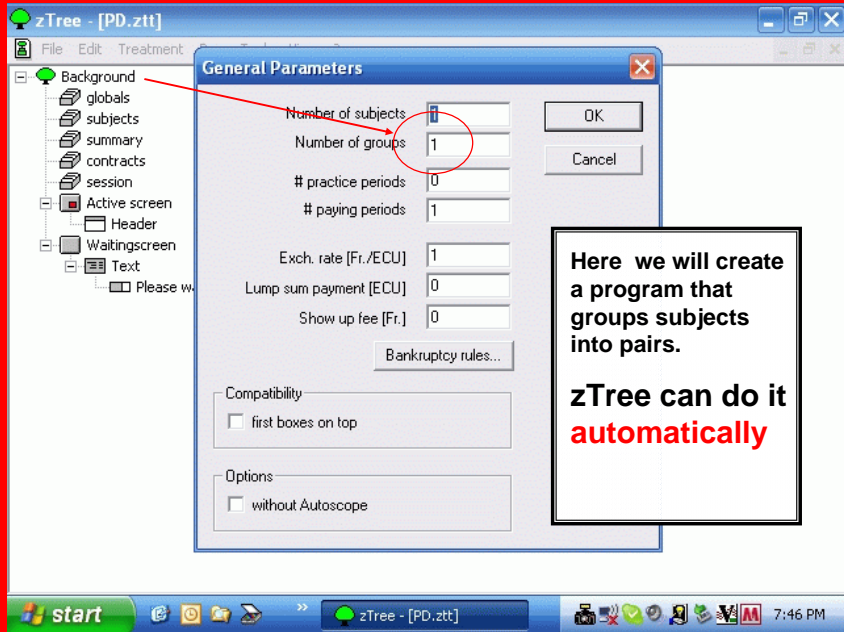 zTree - [PD.ztt]
File Edit Treatment
General Parameters
Background
globals
subjects
summary
contracts
session
Active screen
Header
Waitingscreen
Text
Please w
Number of subjects 1
Number of groups 1
# practice periods 0
# paying periods 1
Exch. rate [Fr./ECU] 1
Lump sum payment [ECU] 0
Show up fee [Fr.] 0
Bankruptcy rules...
OK
Cancel
Compatibility
first boxes on top
Options
without Autoscope
Here we will create
a program that
groups subjects
into pairs.
zTree can do it
automatically
start
zTree - [PD.ztt]
7:46 PM